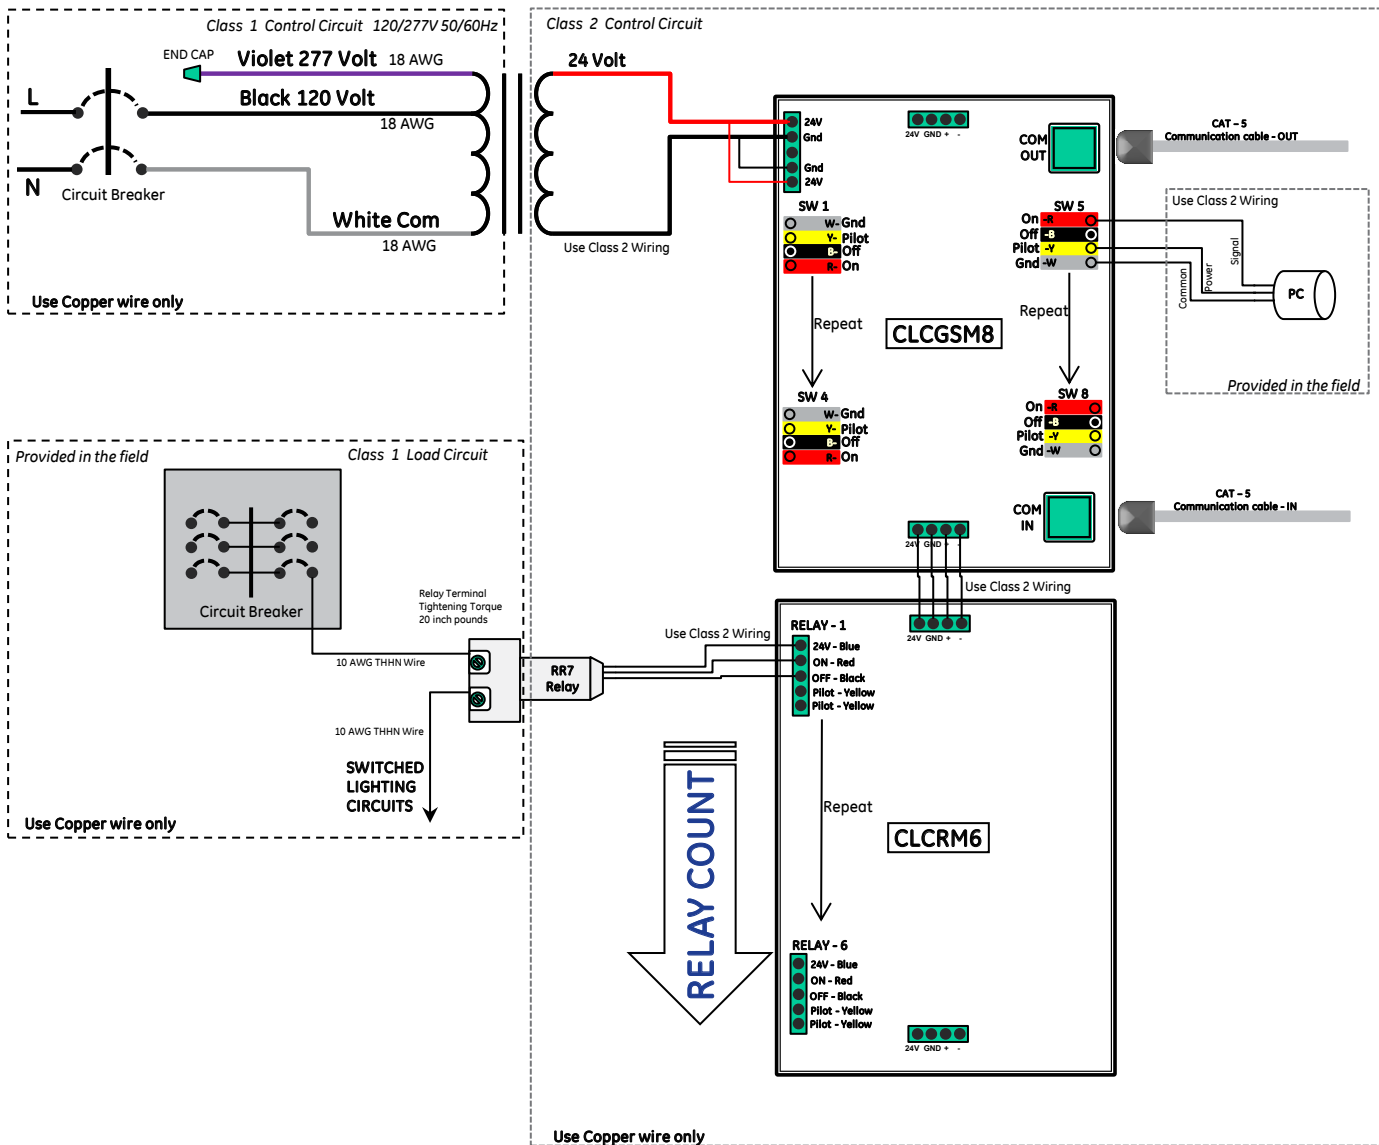 Class 1 Control Circuit 120/277V 50/60Hz
END CAP
Violet 277 Volt 18 AWG
L
Black 120 Volt
18 AWG
N
Circuit Breaker
White Com
18 AWG
Use Copper wire only
Class 2 Control Circuit
24 Volt
Use Class 2 Wiring
24V
Gnd
Gnd
24V
24V GND + -
COM
OUT
CAT - 5
Communication cable - OUT
SW 1
W- Gnd
Y- Pilot
B- Off
R- On
Repeat
SW 4
W- Gnd
Y- Pilot
B- Off
R- On
CLCGSM8
SW 5
On -R
Off -B
Pilot -Y
Gnd -W
Repeat
SW 8
On -R
Off -B
Pilot -Y
Gnd -W
Use Class 2 Wiring
Signal
Power
Common
PC
Provided in the field
COM
IN
CAT - 5
Communication cable - IN
24V GND + -
Use Class 2 Wiring
24V GND + -
Provided in the field
Class 1 Load Circuit
Circuit Breaker
Relay Terminal
Tightening Torque
20 inch pounds
10 AWG THHN Wire
10 AWG THHN Wire
SWITCHED
LIGHTING
CIRCUITS
Use Copper wire only
RR7
Relay
Use Class 2 Wiring
RELAY - 1
24V - Blue
ON - Red
OFF - Black
Pilot - Yellow
Pilot - Yellow
Repeat
CLCRM6
RELAY COUNT
RELAY - 6
24V - Blue
ON - Red
OFF - Black
Pilot - Yellow
Pilot - Yellow
24V GND + -
Use Copper wire only